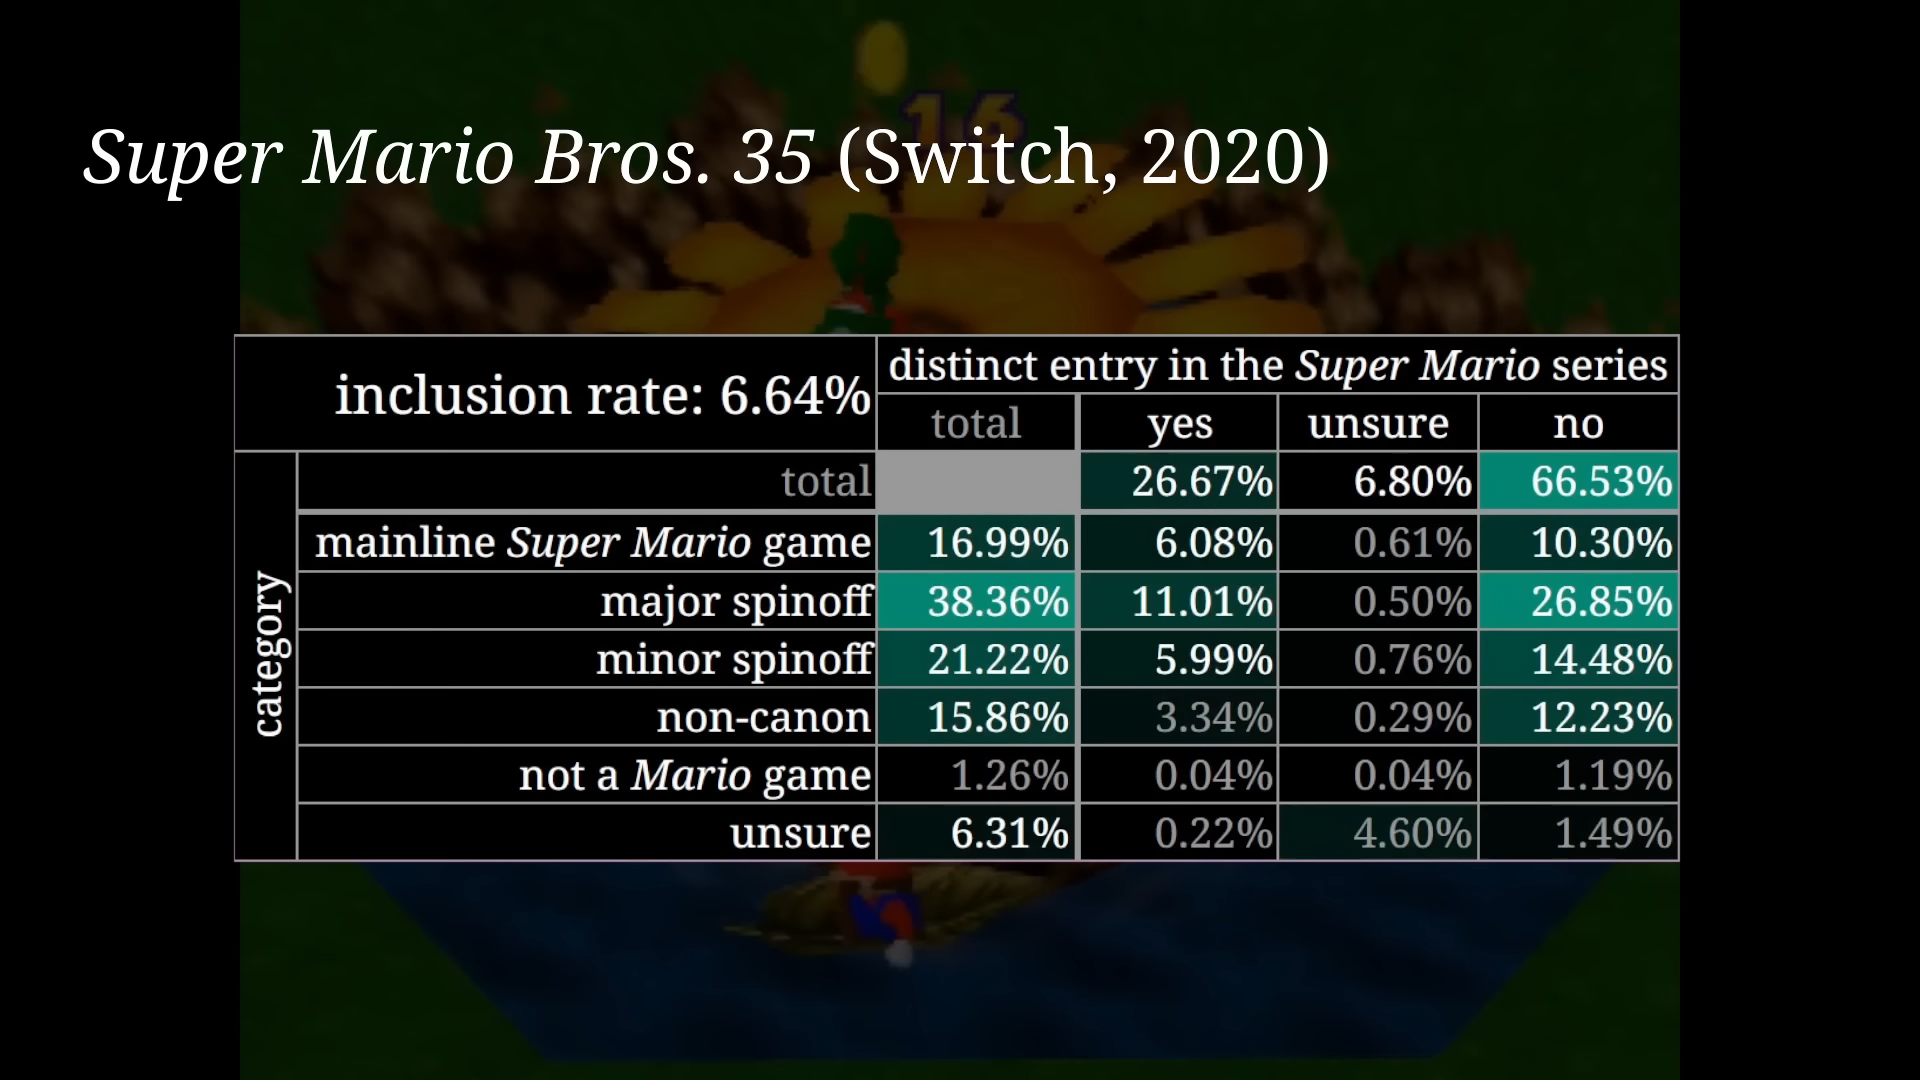 16
Super Mario Bros. 35 (Switch, 2020)
inclusion rate: 6.64%
distinct entry in the Super Mario series
total yes unsure no
category
total 26.67% 6.80% 66.53%
mainline Super Mario game 16.99% 6.08% 0.61% 10.30%
major spinoff 38.36% 11.01% 0.50% 26.85%
minor spinoff 21.22% 5.99% 0.76% 14.48%
non-canon 15.86% 3.34% 0.29% 12.23%
not a Mario game 1.26% 0.04% 0.04% 1.19%
unsure 6.31% 0.22% 4.60% 1.49%